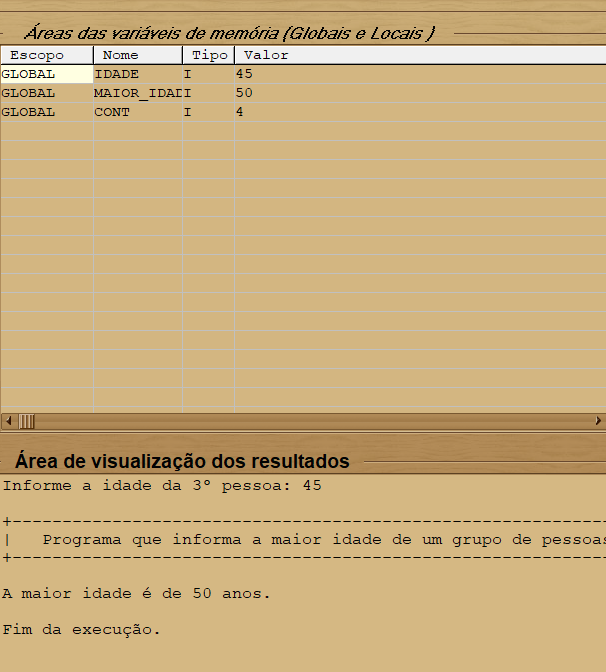 Áreas das variáveis de memória (Globais e Locais )
Escopo Nome Tipo Valor
GLOBAL IDADE I 45
GLOBAL MAIOR_IDAD I 50
GLOBAL CONT I 4
Área de visualização dos resultados
Informe a idade da 3º pessoa: 45
+------------------------------------------------------------
| Programa que informa a maior idade de um grupo de pessoas
+------------------------------------------------------------
A maior idade é de 50 anos.
Fim da execução.